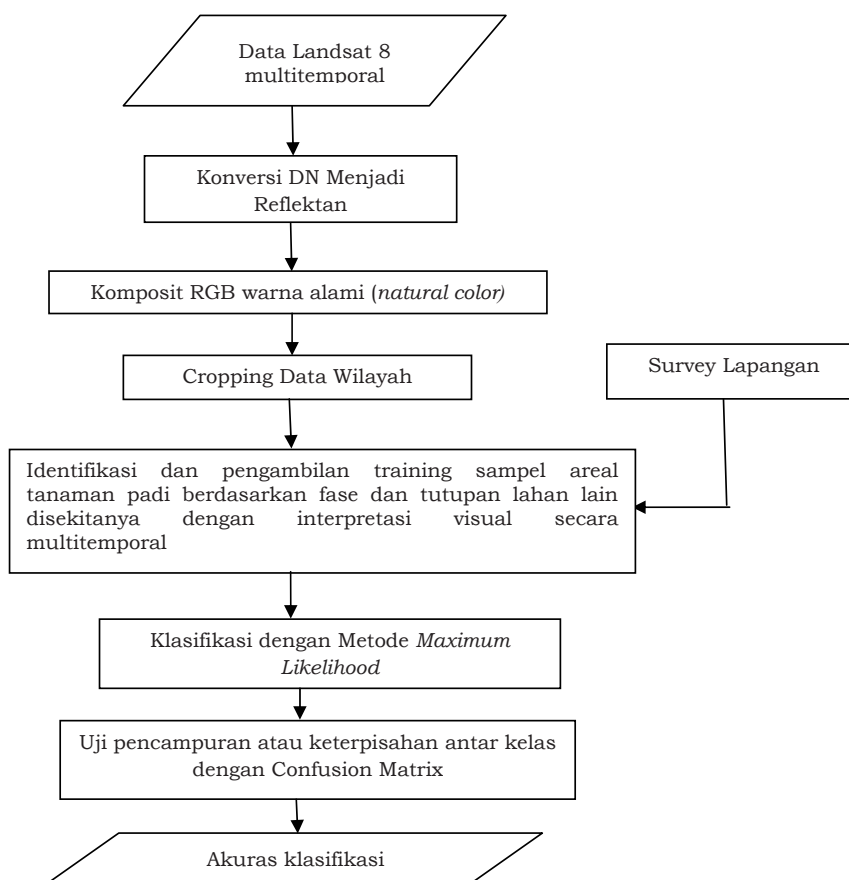 Data Landsat 8
multitemporal
Konversi DN Menjadi
Reflektan
Komposit RGB warna alami (natural color)
Cropping Data Wilayah
Survey Lapangan
Identifikasi dan pengambilan training sampel areal
tanaman padi berdasarkan fase dan tutupan lahan lain
disekitanya dengan interpretasi visual secara
multitemporal
Klasifikasi dengan Metode Maximum
Likelihood
Uji pencampuran atau keterpisahan antar kelas
dengan Confusion Matrix
Akuras klasifikasi